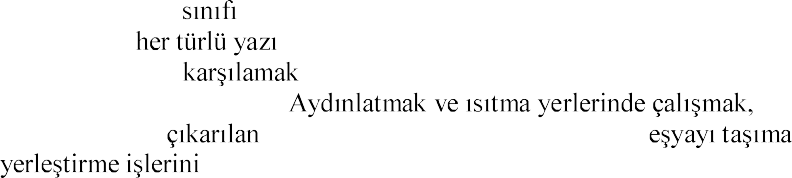 sınıfı
her türlü yazı
karşılamak
Aydınlatmak ve ısıtma yerlerinde çalışmak,
çıkarılan eşyayı taşıma
yerleştirme işlerini